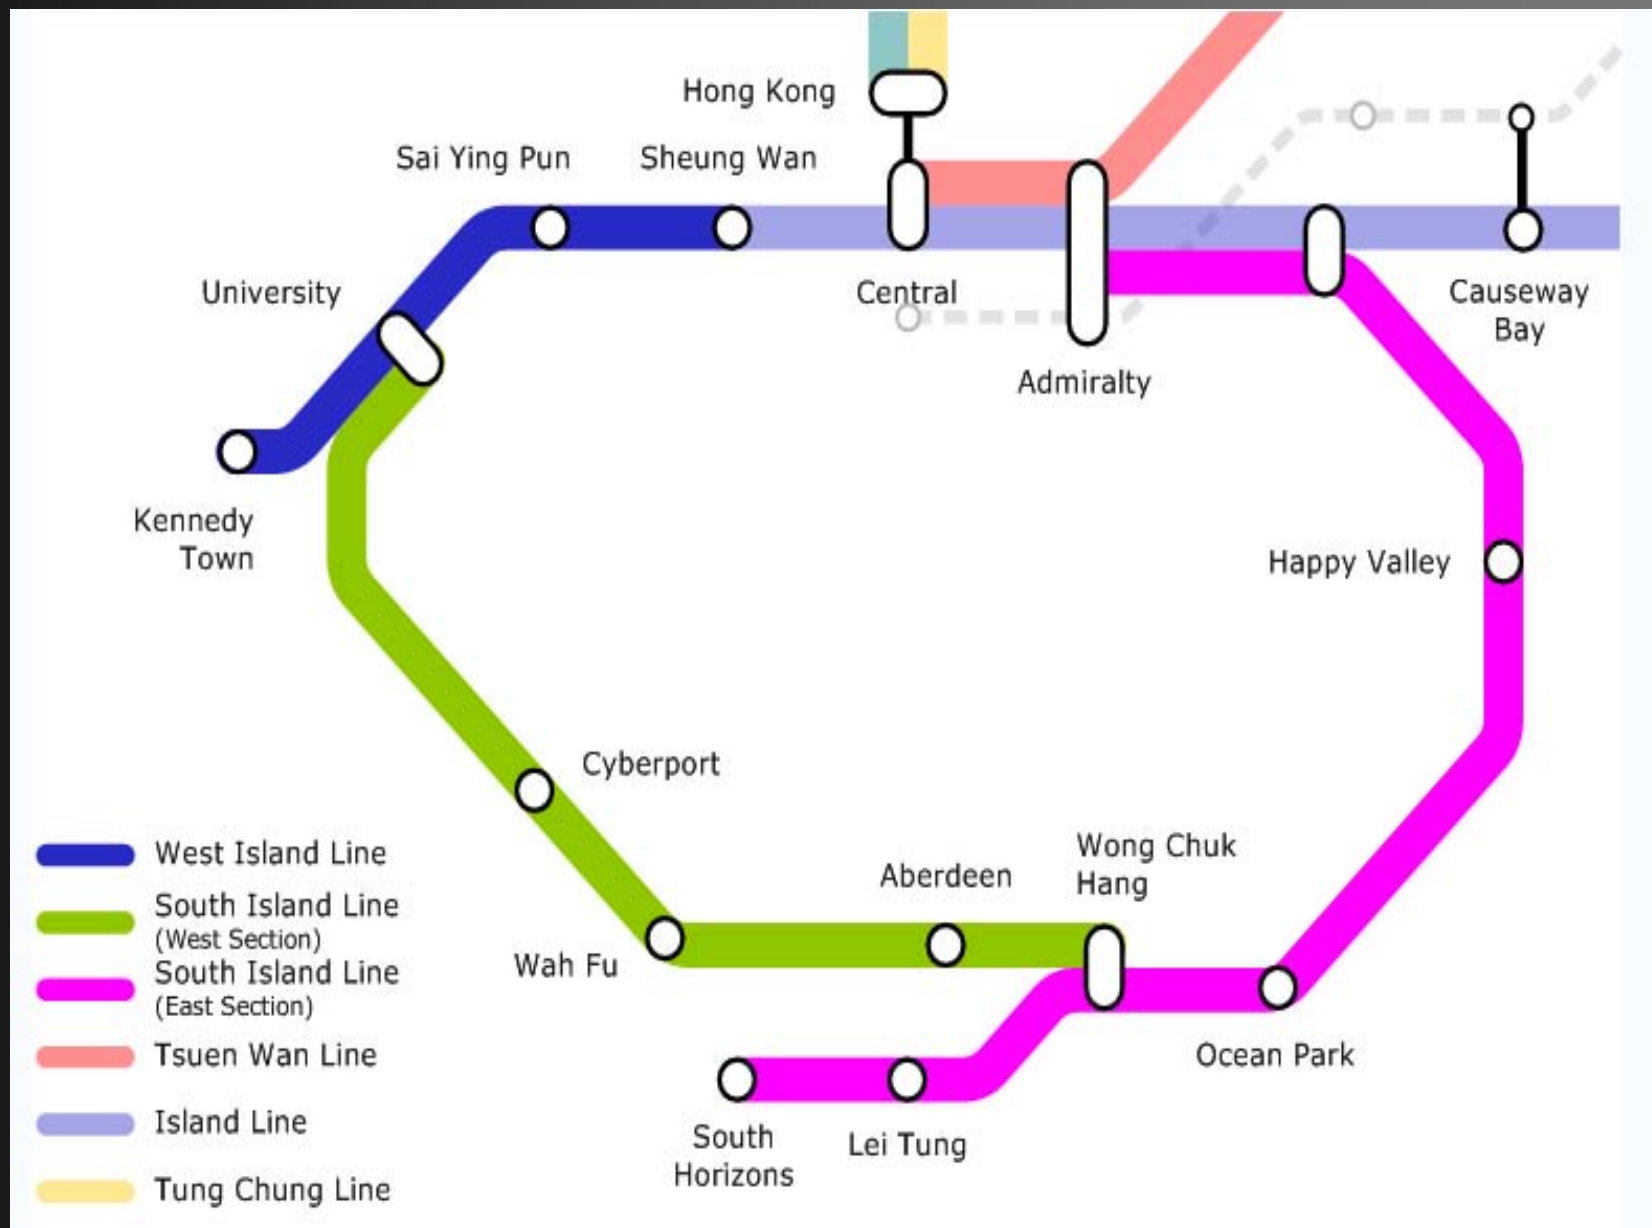 Hong Kong
Sai Ying Pun
Sheung Wan
University
Central
Causeway
Bay
Admiralty
Kennedy
Town
Happy Valley
Cyberport
Wong Chuk
Hang
Aberdeen
Wah Fu
Ocean Park
South
Horizons
Lei Tung
West Island Line
South Island Line
(West Section)
South Island Line
(East Section)
Tsuen Wan Line
Island Line
Tung Chung Line